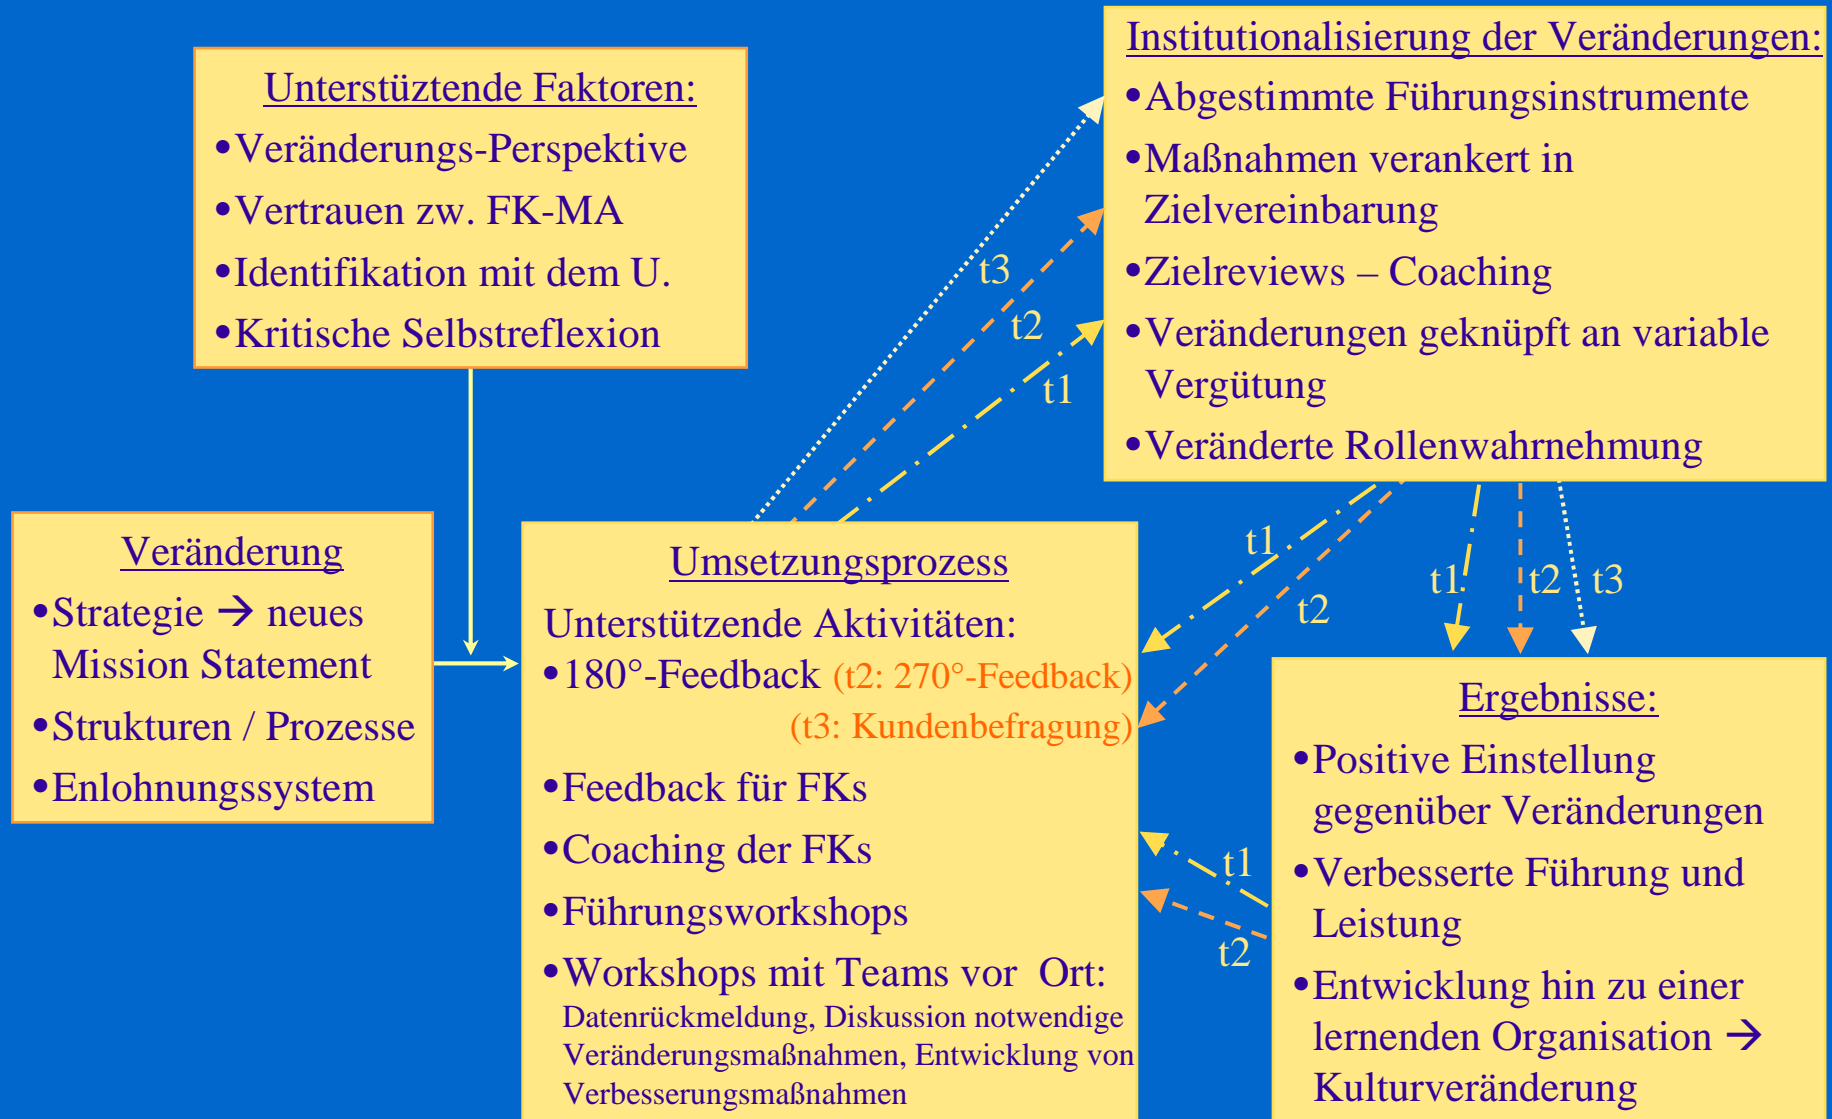 Unterstüztende Faktoren:
•Veränderungs-Perspektive
•Vertrauen zw. FK-MA
•Identifikation mit dem U.
•Kritische Selbstreflexion
Institutionalisierung der Veränderungen:
•Abgestimmte Führungsinstrumente
•Maßnahmen verankert in
Zielvereinbarung
•Zielreviews – Coaching
•Veränderungen geknüpft an variable
Vergütung
•Veränderte Rollenwahrnehmung
t3
t2
t1
Veränderung
•Strategie → neues
Mission Statement
•Strukturen / Prozesse
•Enlohnungssystem
Umsetzungsprozess
Unterstützende Aktivitäten:
•180°-Feedback (t2: 270°-Feedback)
(t3: Kundenbefragung)
•Feedback für FKs
•Coaching der FKs
•Führungsworkshops
•Workshops mit Teams vor Ort:
Datenrückmeldung, Diskussion notwendige
Veränderungsmaßnahmen, Entwicklung von
Verbesserungsmaßnahmen
t1
t2
t1
t2
t3
t1
t2
Ergebnisse:
•Positive Einstellung
gegenüber Veränderungen
•Verbesserte Führung und
Leistung
•Entwicklung hin zu einer
lernenden Organisation →
Kulturveränderung